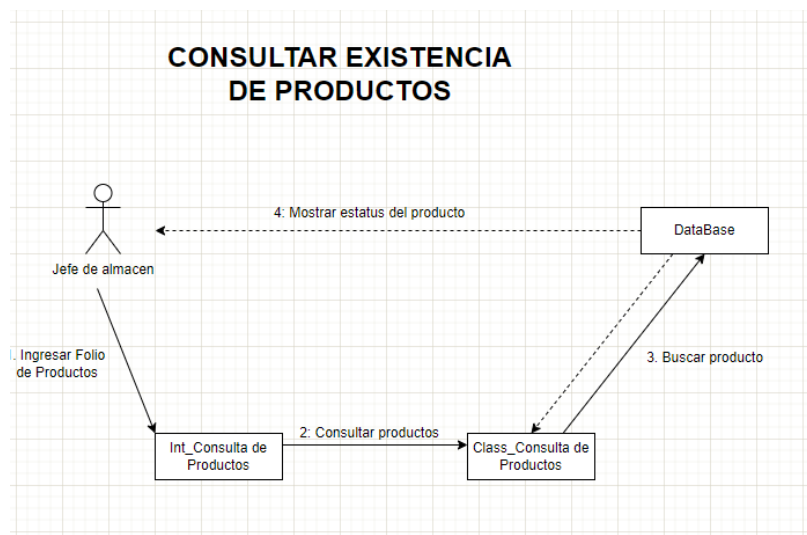 CONSULTAR EXISTENCIA
DE PRODUCTOS
4: Mostrar estatus del producto
DataBase
Jefe de almacen
1. Ingresar Folio
de Productos
3. Buscar producto
2: Consultar productos
Int_Consulta de
Productos
Class_Consulta de
Productos